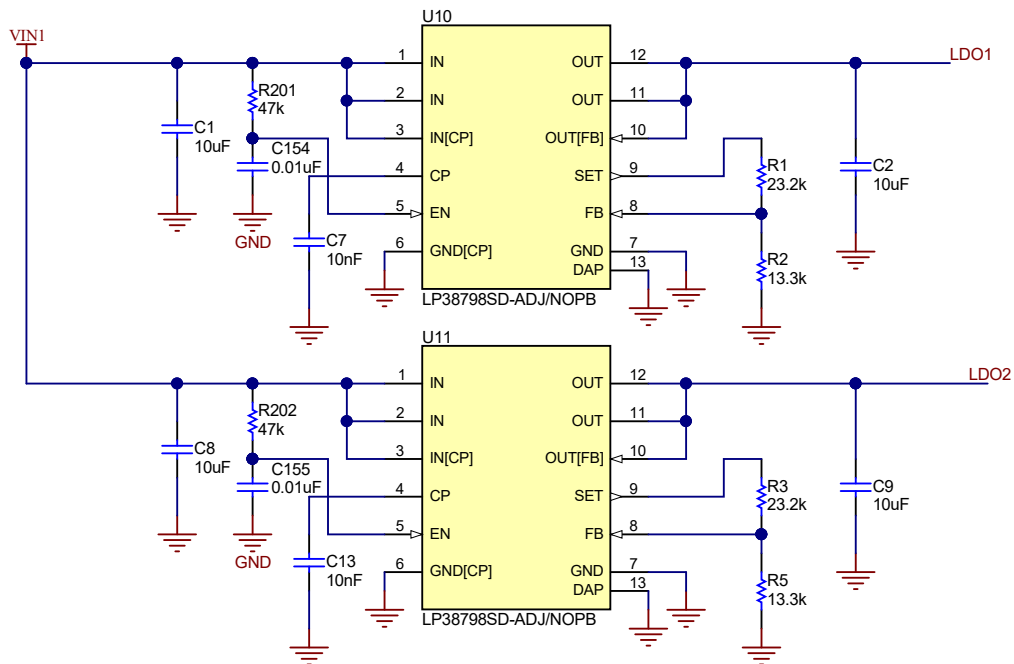 VIN1
U10
1 IN OUT 12 LDO1
R201
47k
2 IN OUT 11
C1
10uF
C154
0.01uF
3 IN[CP] OUT[FB] 10
4 CP SET 9
R1
23.2k
C2
10uF
5 EN FB 8
GND
C7
10nF
6 GND[CP] GND 7
DAP 13
R2
13.3k
LP38798SD-ADJ/NOPB
U11
1 IN OUT 12 LDO2
R202
47k
2 IN OUT 11
C8
10uF
C155
0.01uF
3 IN[CP] OUT[FB] 10
4 CP SET 9
R3
23.2k
C9
10uF
5 EN FB 8
GND
C13
10nF
6 GND[CP] GND 7
DAP 13
R5
13.3k
LP38798SD-ADJ/NOPB